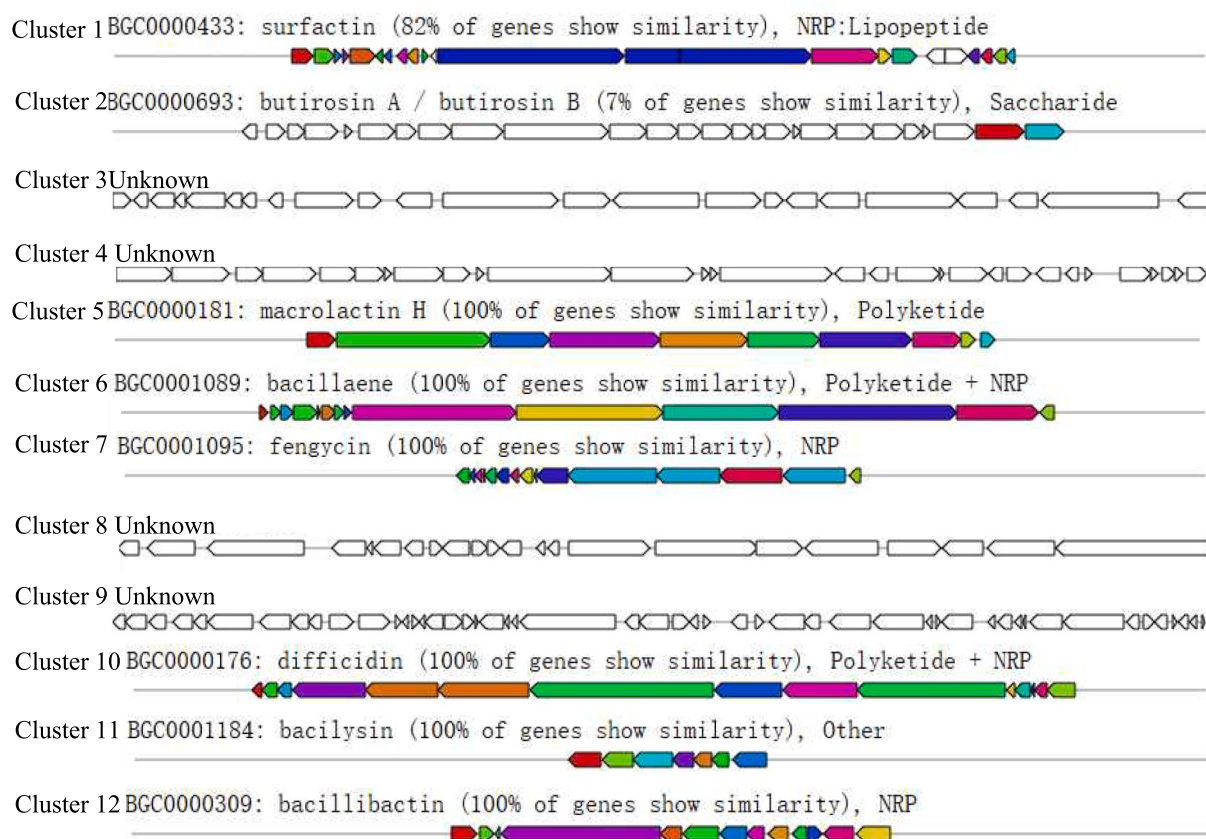 Cluster 1 BGC0000433: surfactin (82% of genes show similarity), NRP:Lipopeptide
Cluster 2 BGC0000693: butirosin A / butirosin B (7% of genes show similarity), Saccharide
Cluster 3 Unknown
Cluster 4 Unknown
Cluster 5 BGC0000181: macrolactin H (100% of genes show similarity), Polyketide
Cluster 6 BGC0001089: bacillaene (100% of genes show similarity), Polyketide + NRP
Cluster 7 BGC0001095: fengycin (100% of genes show similarity), NRP
Cluster 8 Unknown
Cluster 9 Unknown
Cluster 10 BGC0000176: difficidin (100% of genes show similarity), Polyketide + NRP
Cluster 11 BGC0001184: bacilysin (100% of genes show similarity), Other
Cluster 12 BGC0000309: bacillibactin (100% of genes show similarity), NRP